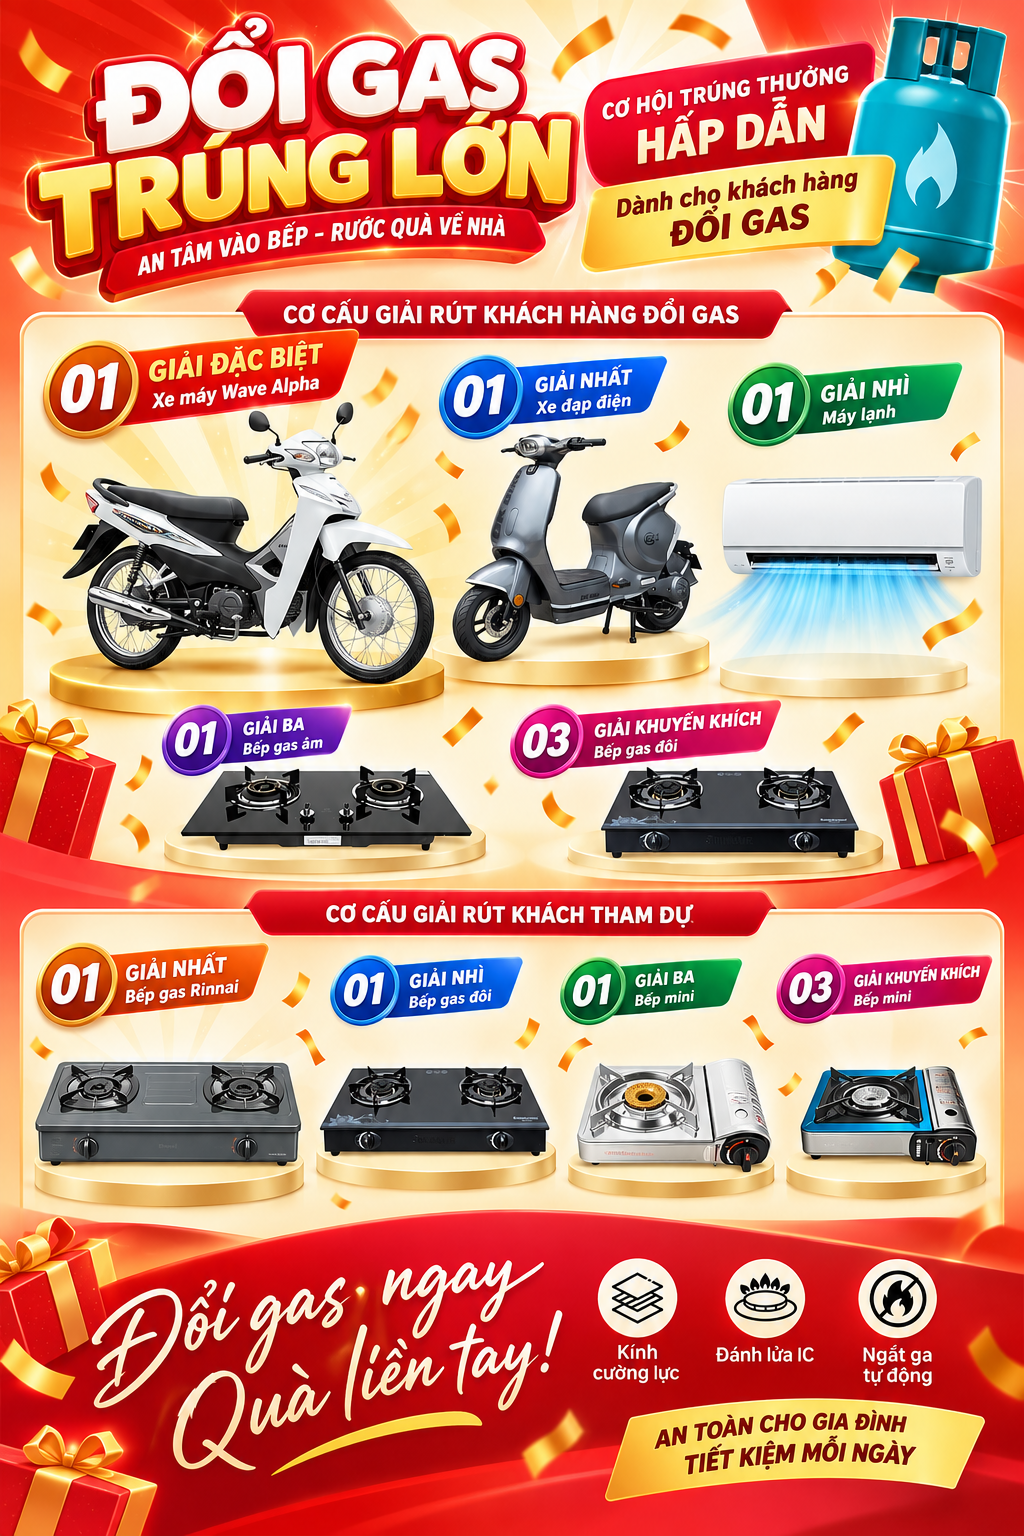 ĐỔI GAS
TRÚNG LỚN
AN TÂM VÀO BẾP - RƯỚC QUÀ VỀ NHÀ
CƠ HỘI TRÚNG THƯỞNG
HẤP DẪN
Dành cho khách hàng
ĐỔI GAS
CƠ CẤU GIẢI RÚT KHÁCH HÀNG ĐỔI GAS
01
GIẢI ĐẶC BIỆT
Xe máy Wave Alpha
01
GIẢI NHẤT
Xe đạp điện
01
GIẢI NHÌ
Máy lạnh
01
GIẢI BA
Bếp gas âm
03
GIẢI KHUYẾN KHÍCH
Bếp gas đôi
CƠ CẤU GIẢI RÚT KHÁCH THAM DỰ
01
GIẢI NHẤT
Bếp gas Rinnai
01
GIẢI NHÌ
Bếp gas đôi
01
GIẢI BA
Bếp mini
03
GIẢI KHUYẾN KHÍCH
Bếp mini
Đổi gas ngay
Quà liền tay!
Kính
cường lực
Đánh lửa IC
Ngắt ga
tự động
AN TOÀN CHO GIA ĐÌNH
TIẾT KIỆM MỖI NGÀY